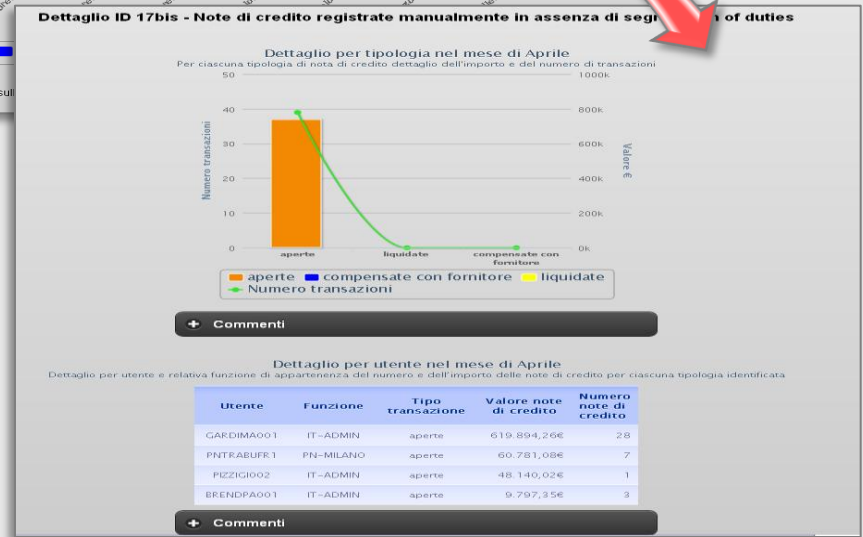 Dettaglio ID 17bis - Note di credito registrate manualmente in assenza di segr of duties
Dettaglio per tipologia nel mese di Aprile
Per ciascuna tipologia di nota di credito dettaglio dell'importo e del numero di transazioni
50 1000k
40 800k
30 600k
20 400k
10 200k
0 0k
Numero transazioni
Valore €
aperte liquidate compensate con fornitore
aperte compensate con fornitore liquidate
Numero transazioni
Commenti
Dettaglio per utente nel mese di Aprile
Dettaglio per utente e relativa funzione di appartenenza del numero e dell'importo delle note di credito per ciascuna tipologia identificata
Utente Funzione Tipo transazione Valore note di credito Numero note di credito
GARDIMA001 IT-ADMIN aperte 619.894,26€ 28
PNTRABUFR1 PN-MILANO aperte 60.781,08€ 7
PIZZIGI002 IT-ADMIN aperte 48.140,02€ 1
BRENDPA001 IT-ADMIN aperte 9.797,35€ 3
Commenti